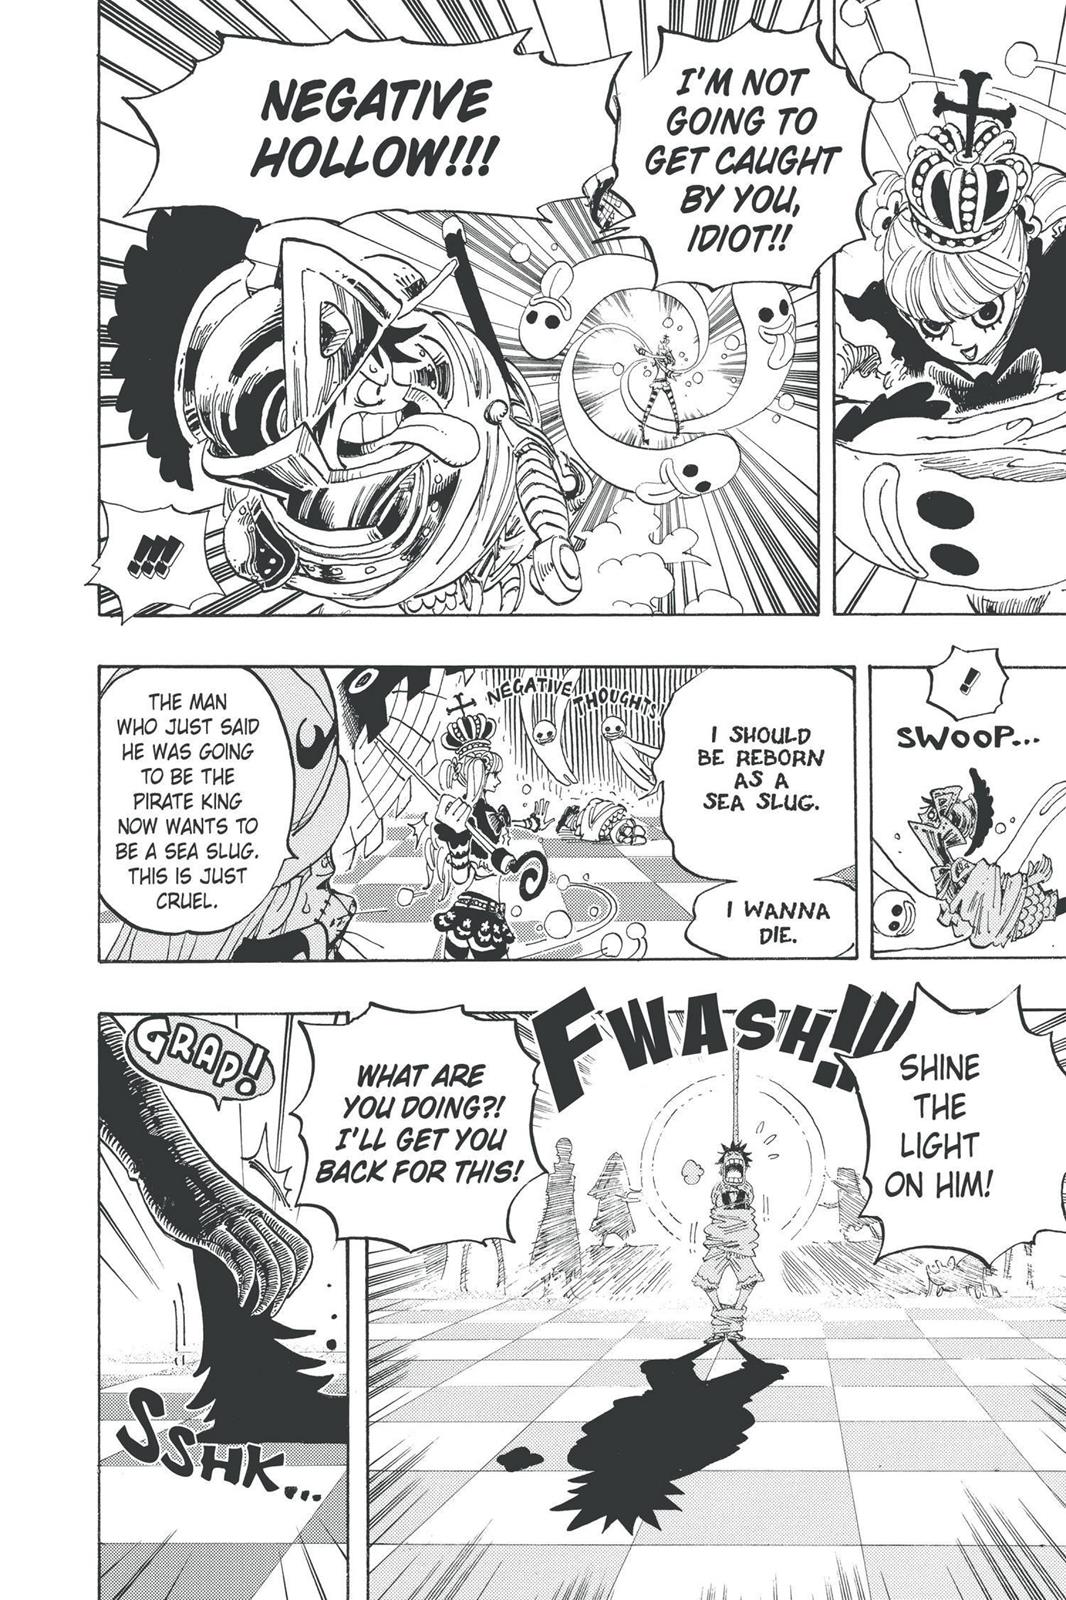 I'M NOT
GOING TO
GET CAUGHT
BY YOU,
IDIOT!!
NEGATIVE
HOLLOW!!!
!!!!
!
SWOOP...
NEGATIVE THOUGHTS!
I SHOULD
BE REBORN
AS A
SEA SLUG.
I WANNA
DIE.
THE MAN
WHO JUST SAID
HE WAS GOING
TO BE THE
PIRATE KING
NOW WANTS TO
BE A SEA SLUG.
THIS IS JUST
CRUEL.
SHINE
THE
LIGHT
ON HIM!
FWASH!!!
WHAT ARE
YOU DOING?!
I'LL GET YOU
BACK FOR THIS!
GRAP!
SSHK...